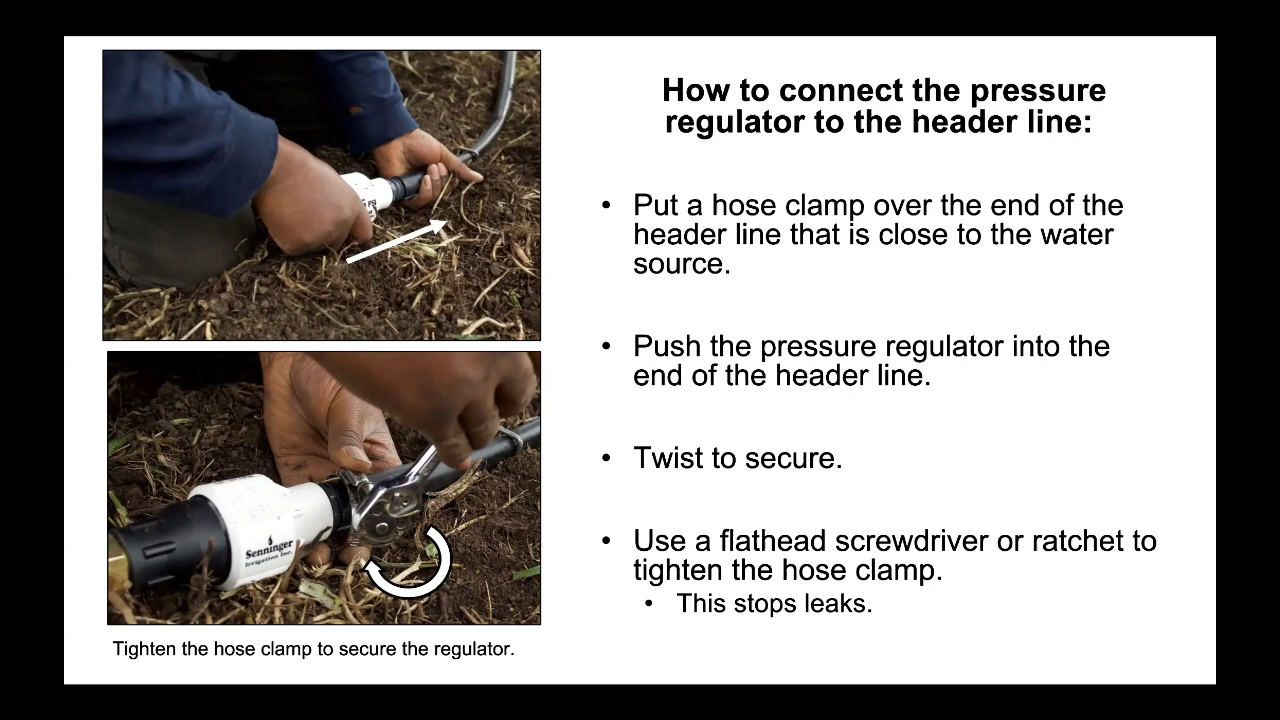 How to connect the pressure
regulator to the header line:
• Put a hose clamp over the end of the
header line that is close to the water
source.
• Push the pressure regulator into the
end of the header line.
• Twist to secure.
• Use a flathead screwdriver or ratchet to
tighten the hose clamp.
• This stops leaks.
Senninger
Irrigation Inc.
Tighten the hose clamp to secure the regulator.